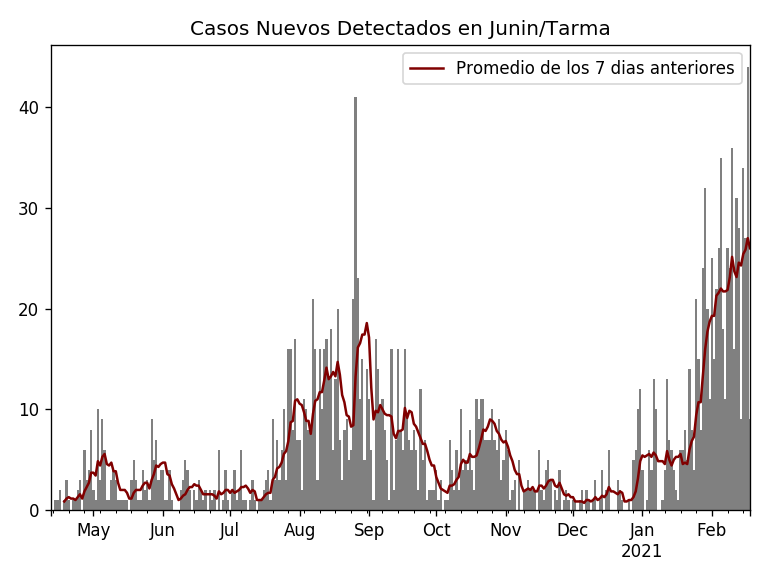 Casos Nuevos Detectados en Junin/Tarma
Promedio de los 7 dias anteriores
40
30
20
10
0
May Jun Jul Aug Sep Oct Nov Dec Jan Feb
2021